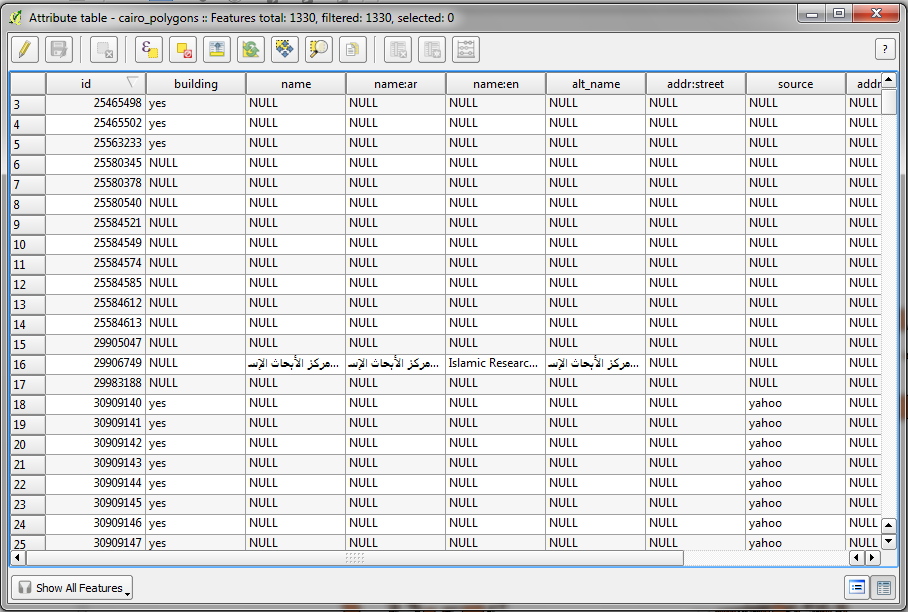 Attribute table - cairo_polygons :: Features total: 1330, filtered: 1330, selected: 0
ε ?
id building name name:ar name:en alt_name addr:street source addr
3 25465498 yes NULL NULL NULL NULL NULL NULL NULL
4 25465502 yes NULL NULL NULL NULL NULL NULL NULL
5 25563233 yes NULL NULL NULL NULL NULL NULL NULL
6 25580345 NULL NULL NULL NULL NULL NULL NULL NULL
7 25580378 NULL NULL NULL NULL NULL NULL NULL NULL
8 25580540 NULL NULL NULL NULL NULL NULL NULL NULL
9 25584521 NULL NULL NULL NULL NULL NULL NULL NULL
10 25584549 NULL NULL NULL NULL NULL NULL NULL NULL
11 25584574 NULL NULL NULL NULL NULL NULL NULL NULL
12 25584585 NULL NULL NULL NULL NULL NULL NULL NULL
13 25584612 NULL NULL NULL NULL NULL NULL NULL NULL
14 25584613 NULL NULL NULL NULL NULL NULL NULL NULL
15 29905047 NULL NULL NULL NULL NULL NULL NULL NULL
16 29906749 NULL مركز الأبحاث الإس... مركز الأبحاث الإس... Islamic Researc... مركز الأبحاث الإس... NULL NULL NULL
17 29983188 NULL NULL NULL NULL NULL NULL NULL NULL
18 30909140 yes NULL NULL NULL NULL NULL yahoo NULL
19 30909141 yes NULL NULL NULL NULL NULL yahoo NULL
20 30909142 yes NULL NULL NULL NULL NULL yahoo NULL
21 30909143 yes NULL NULL NULL NULL NULL yahoo NULL
22 30909144 yes NULL NULL NULL NULL NULL yahoo NULL
23 30909145 yes NULL NULL NULL NULL NULL yahoo NULL
24 30909146 yes NULL NULL NULL NULL NULL yahoo NULL
25 30909147 yes NULL NULL NULL NULL NULL yahoo NULL
Show All Features